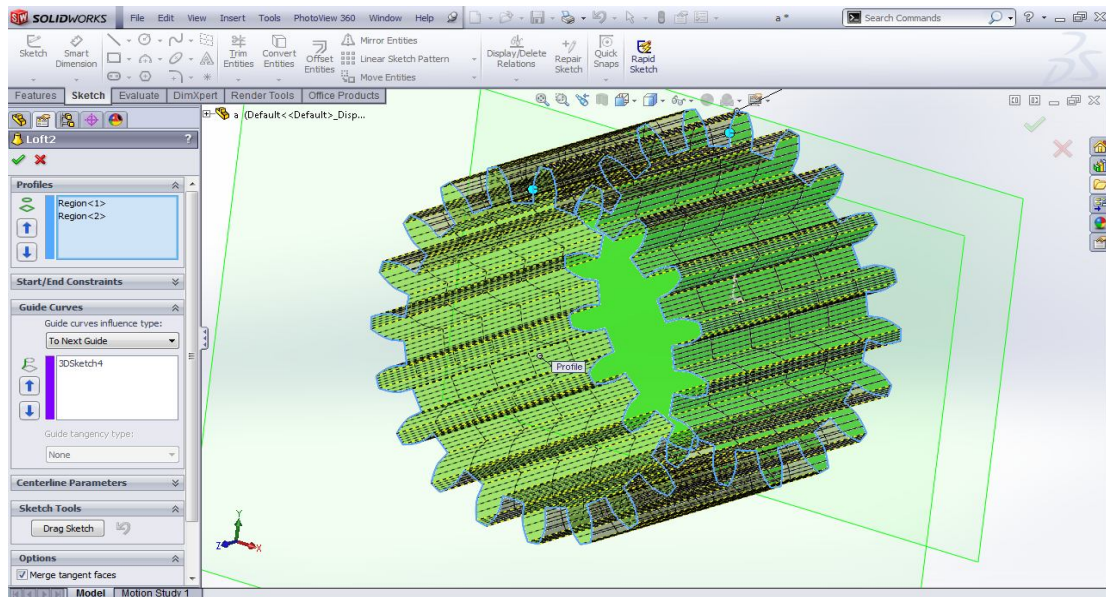 SW SOLIDWORKS File Edit View Insert Tools PhotoView 360 Window Help a * Search Commands
Sketch Smart Dimension Trim Entities Convert Entities Offset Entities Mirror Entities Linear Sketch Pattern Move Entities Display/Delete Relations Repair Sketch Quick Snaps Rapid Sketch
Features Sketch Evaluate DimXpert Render Tools Office Products
a (Default<<Default>_Disp...
Loft2 ?
Profiles
Region<1>
Region<2>
Start/End Constraints
Guide Curves
Guide curves influence type:
To Next Guide
3DSketch4
Guide tangency type:
None
Centerline Parameters
Sketch Tools
Drag Sketch
Options
Merge tangent faces
Profile
Y
Z X
Model Motion Study 1